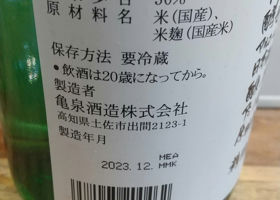 原材料名 米(国産)、
米麹(国産米)
保存方法 要冷蔵
•飲酒は20歳になってから。
製造者
亀泉酒造株式会社
高知県土佐市出間2123-1
製造年月
MEA
2023.12. MMK